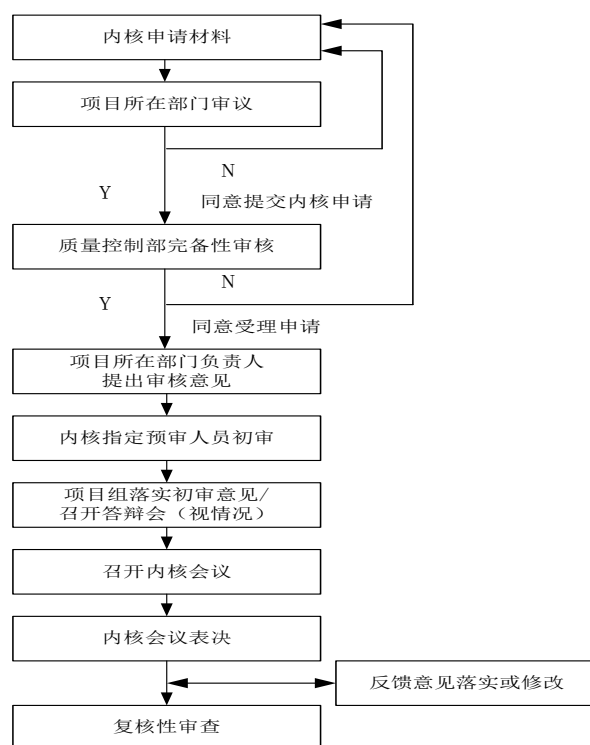 内核申请材料
项目所在部门审议
N
Y
同意提交内核申请
质量控制部完备性审核
N
Y
同意受理申请
项目所在部门负责人
提出审核意见
内核指定预审人员初审
项目组落实初审意见/
召开答辩会（视情况）
召开内核会议
内核会议表决
反馈意见落实或修改
复核性审查